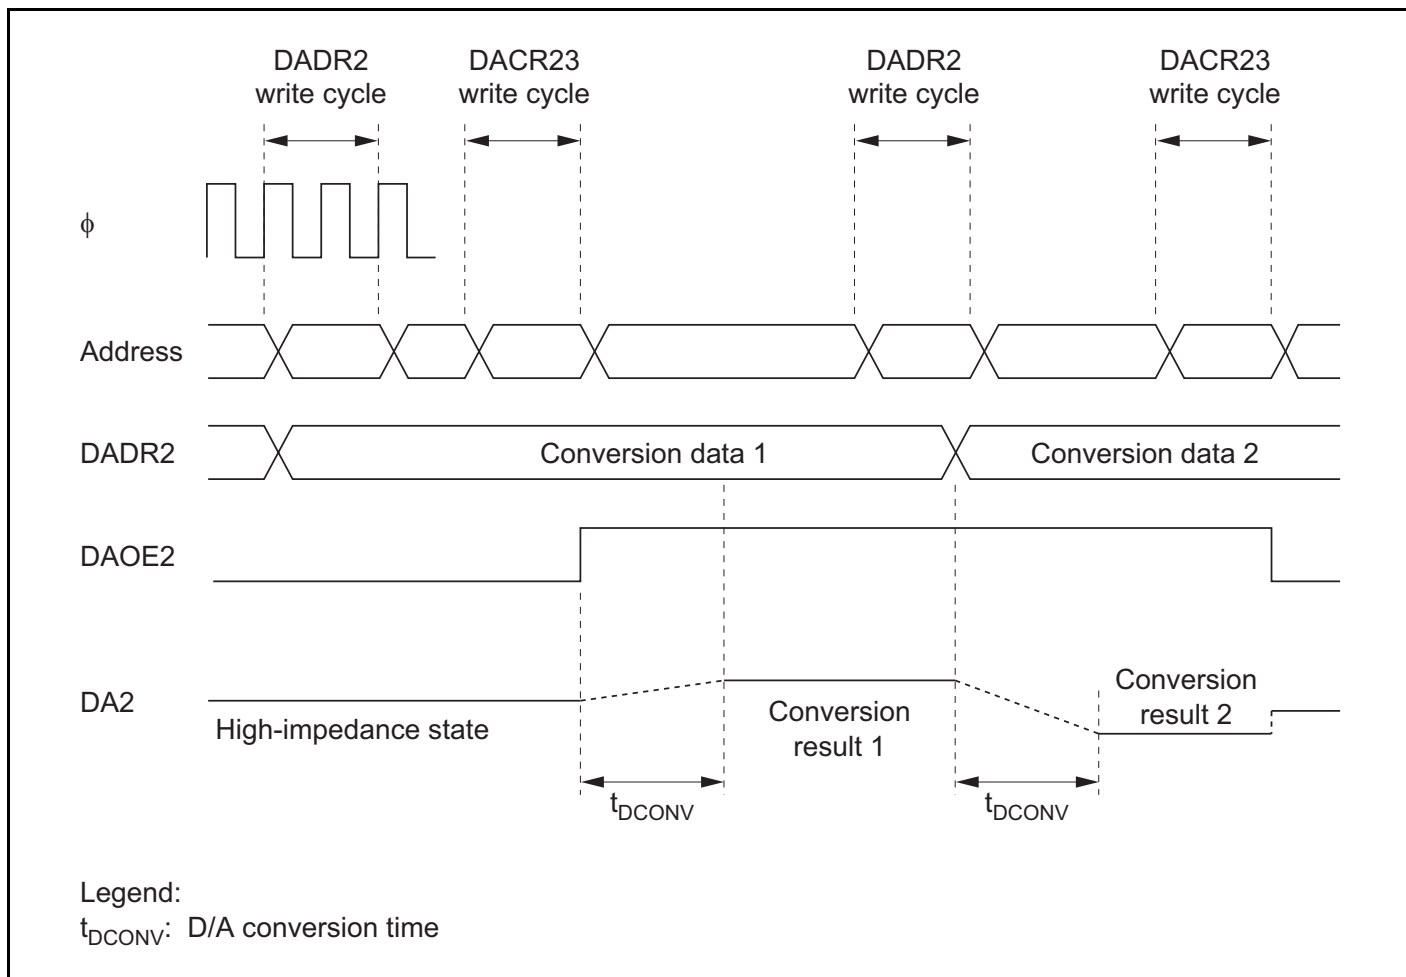 DADR2 DACR23 DADR2 DACR23
write cycle write cycle write cycle write cycle
ϕ
Address
DADR2 Conversion data 1 Conversion data 2
DAOE2
DA2
High-impedance state
Conversion
result 1
Conversion
result 2
tDCONV tDCONV
Legend:
tDCONV: D/A conversion time